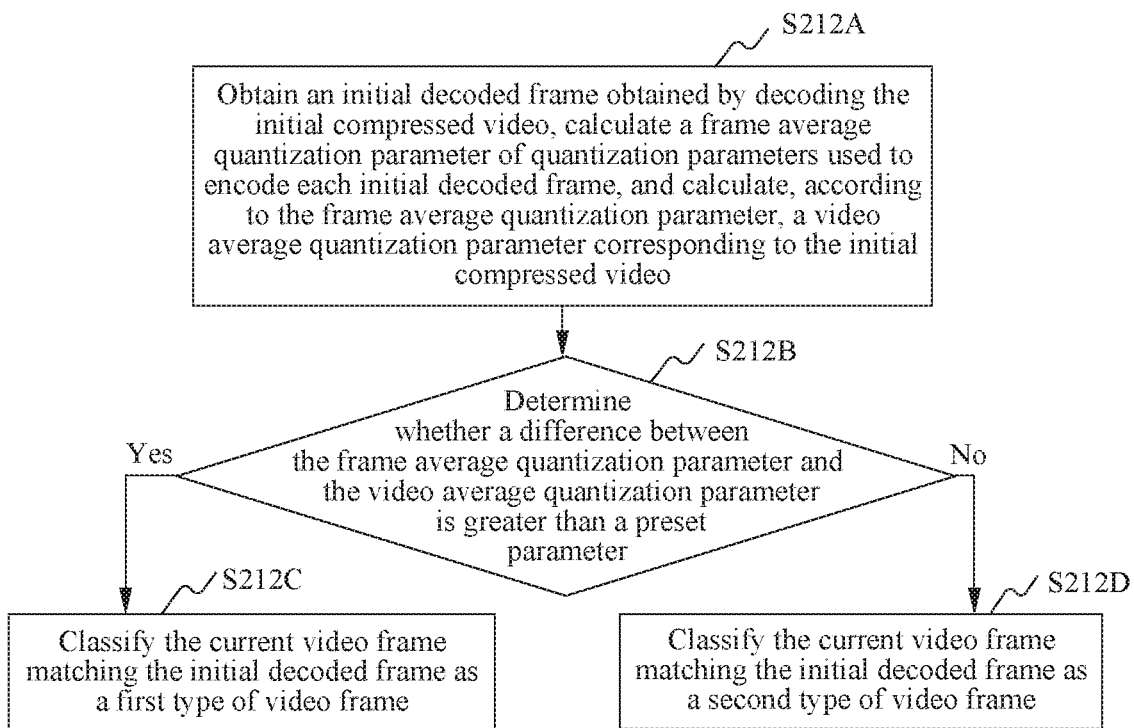 S212A
Obtain an initial decoded frame obtained by decoding the
initial compressed video, calculate a frame average
quantization parameter of quantization parameters used to
encode each initial decoded frame, and calculate, according
to the frame average quantization parameter, a video
average quantization parameter corresponding to the initial
compressed video
S212B
Determine
whether a difference between
the frame average quantization parameter and
the video average quantization parameter
is greater than a preset
parameter
Yes
No
S212C
Classify the current video frame
matching the initial decoded frame as
a first type of video frame
S212D
Classify the current video frame
matching the initial decoded frame as
a second type of video frame